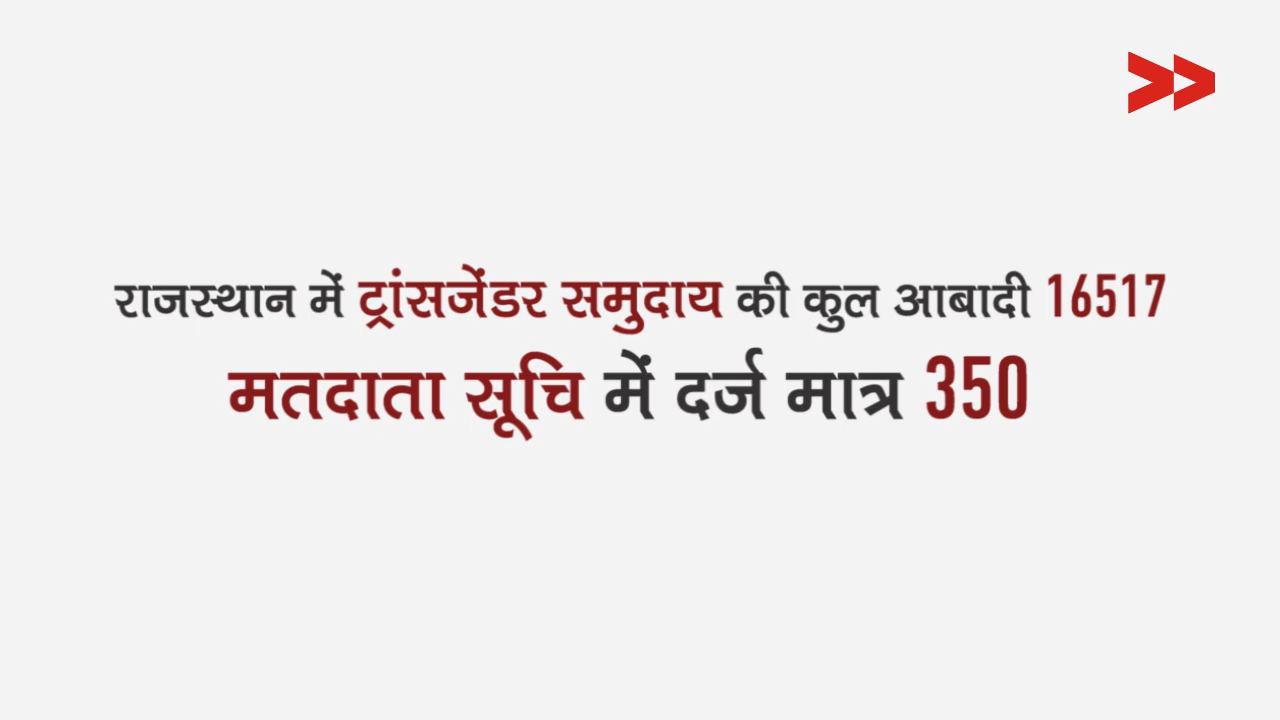 राजस्थान में ट्रांसजेंडर समुदाय की कुल आबादी 16517
मतदाता सूचि में दर्ज मात्र 350